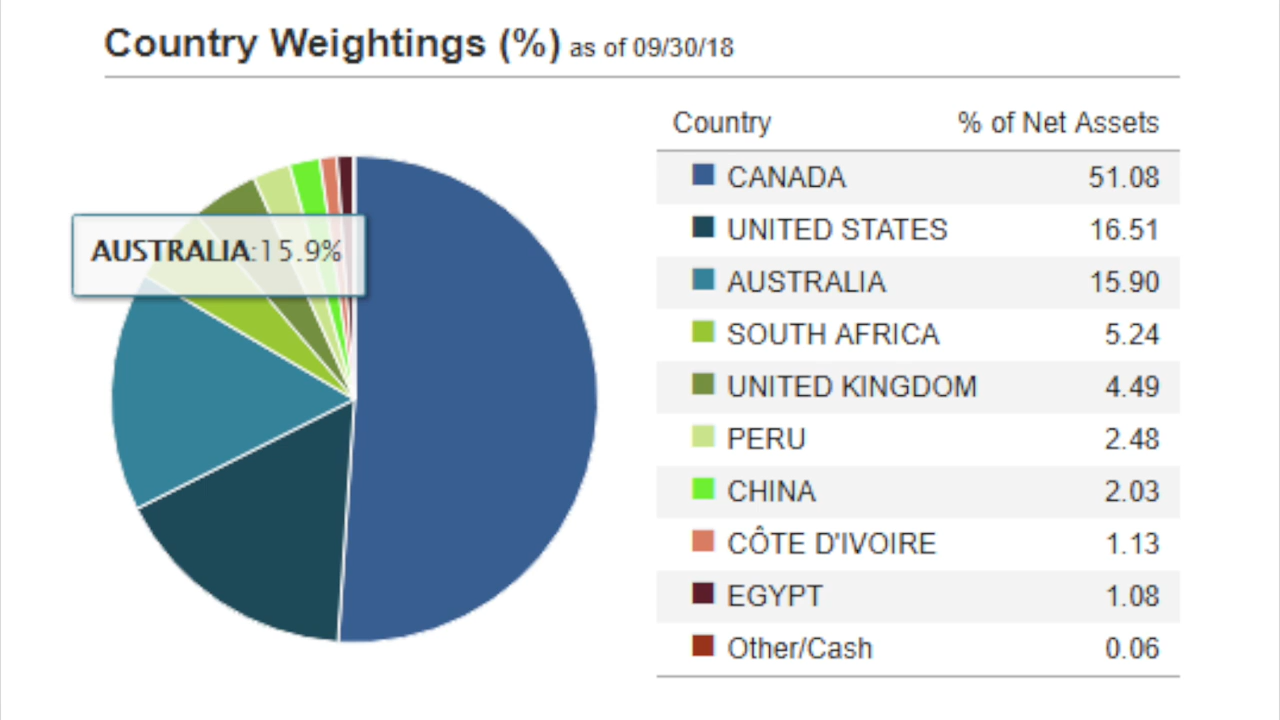 Country Weightings (%) as of 09/30/18
Country % of Net Assets
CANADA 51.08
UNITED STATES 16.51
AUSTRALIA 15.90
SOUTH AFRICA 5.24
UNITED KINGDOM 4.49
PERU 2.48
CHINA 2.03
CÔTE D'IVOIRE 1.13
EGYPT 1.08
Other/Cash 0.06
AUSTRALIA:15.9%